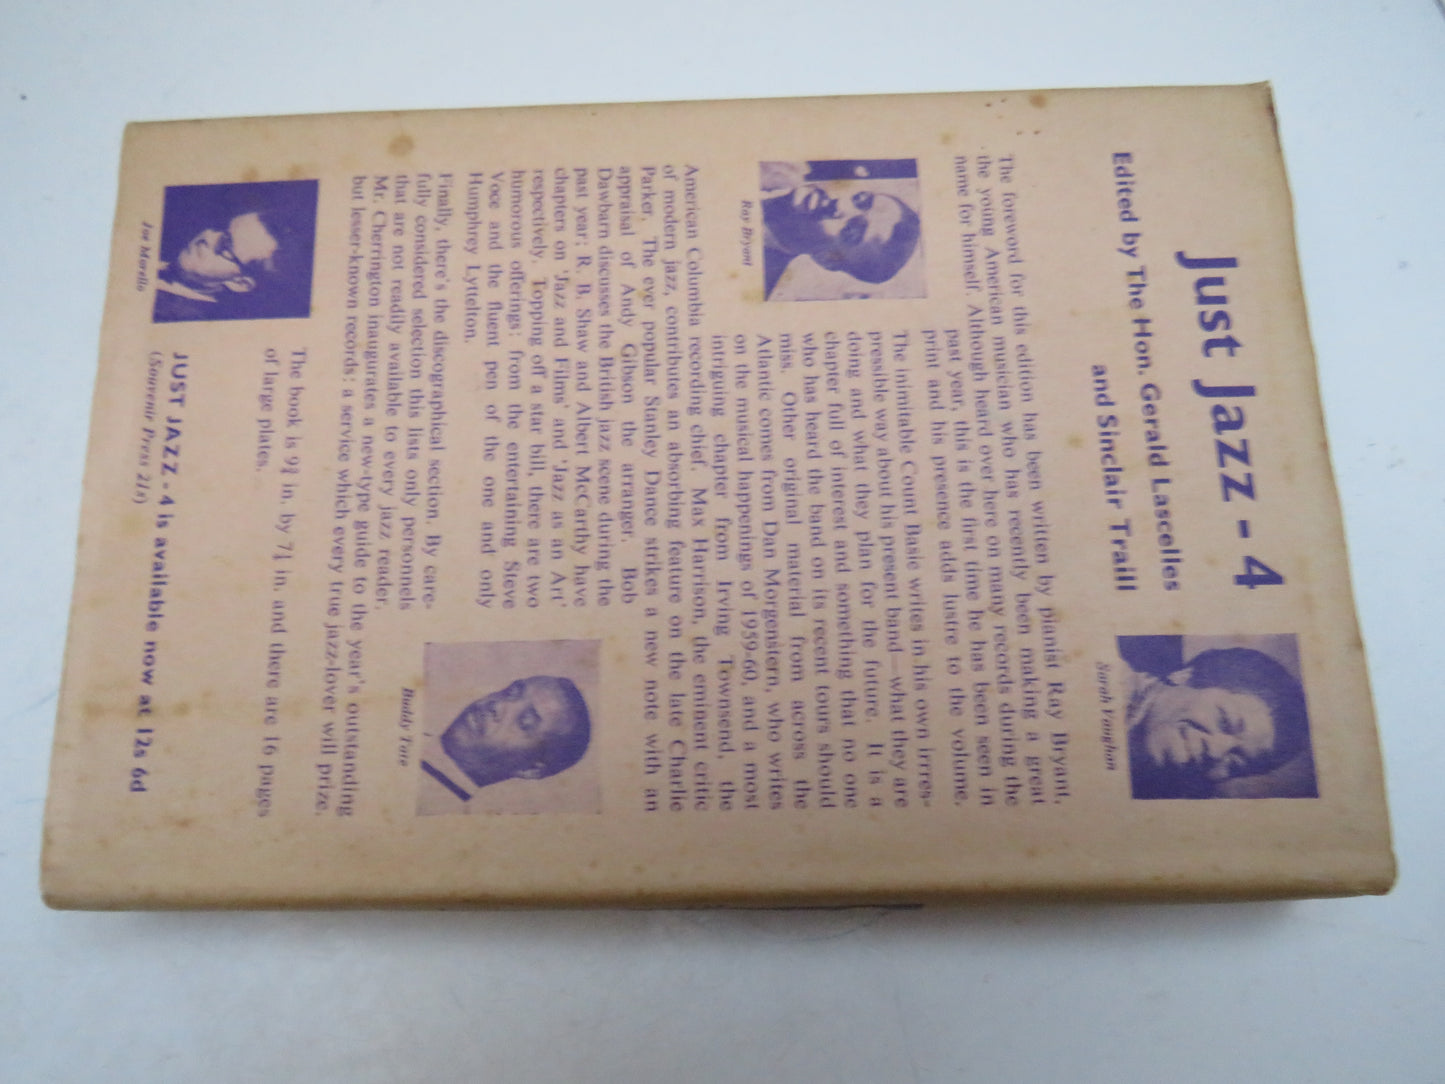 Just Jazz - 4
Edited by The Hon. Gerald Lascelles
and Sinclair Traill
Sarah Vaughan
The foreword for this edition has been written by pianist Ray Bryant,
the young American musician who has recently been making a great
name for himself. Although heard over here on many records during the
past year, this is the first time he has been seen in
print and his presence adds lustre to the volume.
The inimitable Count Basie writes in his own irres-
pessible way about his present band—what they are
doing and what they plan for the future. It is a
chapter full of interest and something that no one
who has heard the band on its recent tours should
miss. Other original material from across the
Atlantic comes from Dan Morgenstern, who writes
on the musical happenings of 1959-60, and a most
intriguing chapter from Irving Townsend, the
Ray Bryant
American Columbia recording chief. Max Harrison, the eminent critic
of modern jazz, contributes an absorbing feature on the late Charlie
Parker. The ever popular Stanley Dance strikes a new note with an
appraisal of Andy Gibson the arranger. Bob
Dawbarn discusses the British jazz scene during the
past year; R. B. Shaw and Albert McCarthy have
chapters on 'Jazz and Films' and 'Jazz as an Art'
respectively. Topping off a star bill, there are two
humorous offerings: from the entertaining Steve
Voce and the fluent pen of the one and only
Humphrey Lyttelton.
Buddy Tate
Finally, there's the discographical section. By care-
fully considered selection this lists only personnels
that are not readily available to every jazz reader.
Mr. Cherrington inaugurates a new-type guide to the year's outstanding
but lesser-known records: a service which every true jazz-lover will prize.
The book is 9¾ in. by 7¼ in. and there are 16 pages
of large plates.
Joe Morello
JUST JAZZ - 4 is available now at 12s 6d
(Souvenir Press 21s)